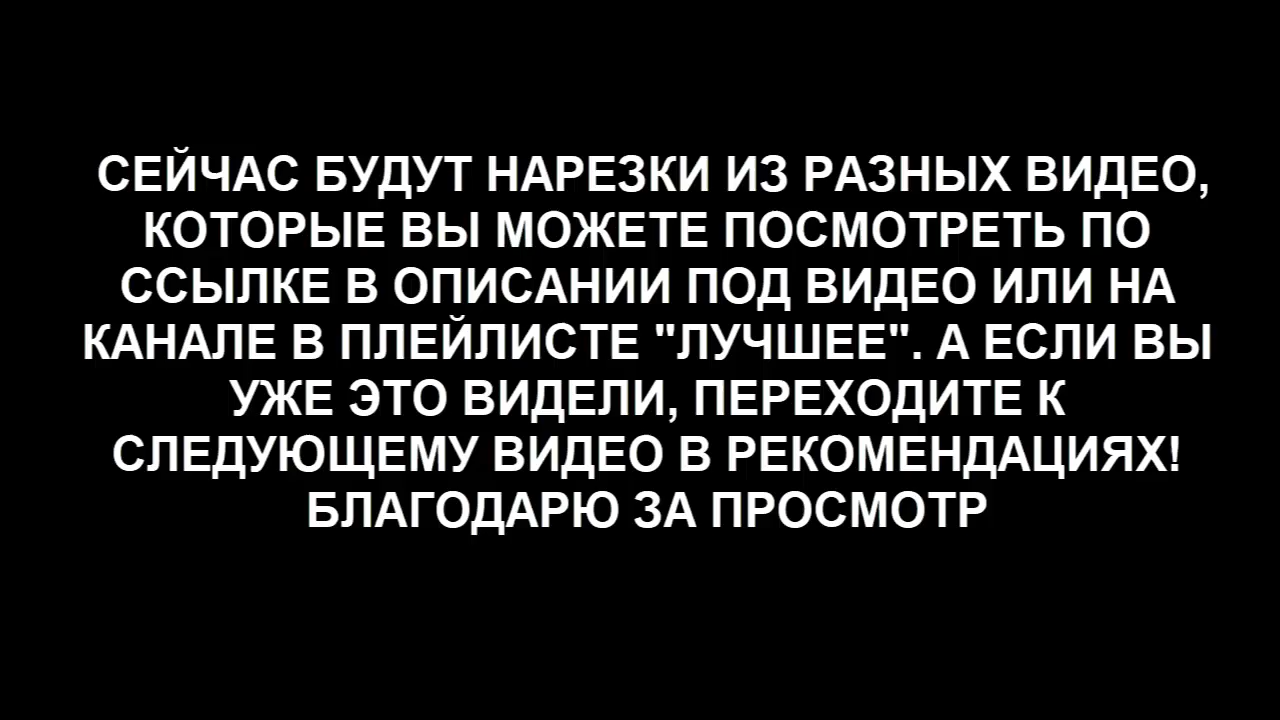 СЕЙЧАС БУДУТ НАРЕЗКИ ИЗ РАЗНЫХ ВИДЕО,
КОТОРЫЕ ВЫ МОЖЕТЕ ПОСМОТРЕТЬ ПО
ССЫЛКЕ В ОПИСАНИИ ПОД ВИДЕО ИЛИ НА
КАНАЛЕ В ПЛЕЙЛИСТЕ "ЛУЧШЕЕ". А ЕСЛИ ВЫ
УЖЕ ЭТО ВИДЕЛИ, ПЕРЕХОДИТЕ К
СЛЕДУЮЩЕМУ ВИДЕО В РЕКОМЕНДАЦИЯХ!
БЛАГОДАРЮ ЗА ПРОСМОТР